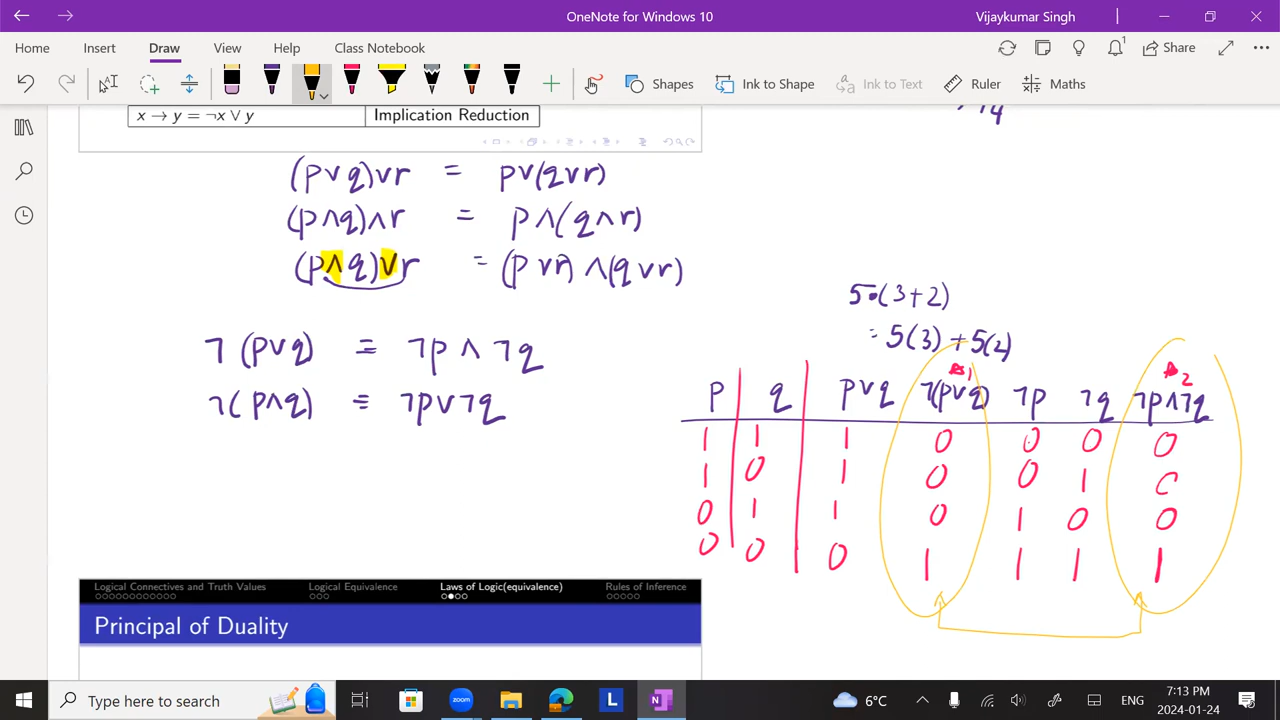 OneNote for Windows 10
Vijaykumar Singh
Home Insert Draw View Help Class Notebook
Share
Shapes Ink to Shape Ink to Text Ruler Maths
x → y = ¬x ∨ y Implication Reduction
(p∨q)∨r = p∨(q∨r)
(p∧q)∧r = p∧(q∧r)
(p∧q)∨r = (p∨r)∧(q∨r)
¬(p∨q) ≡ ¬p ∧ ¬q
¬(p∧q) ≡ ¬p∨¬q
5•(3+2)
= 5(3)+5(2)
1 2
p q p∨q ¬(p∨q) ¬p ¬q ¬p∧¬q
1 1 1 0 0 0 0
1 0 1 0 0 1 0
0 1 1 0 1 0 0
0 0 0 1 1 1 1
Logical Connectives and Truth Values Logical Equivalence Laws of Logic(equivalence) Rules of Inference
Principal of Duality
Type here to search
6°C
ENG
7:13 PM
2024-01-24